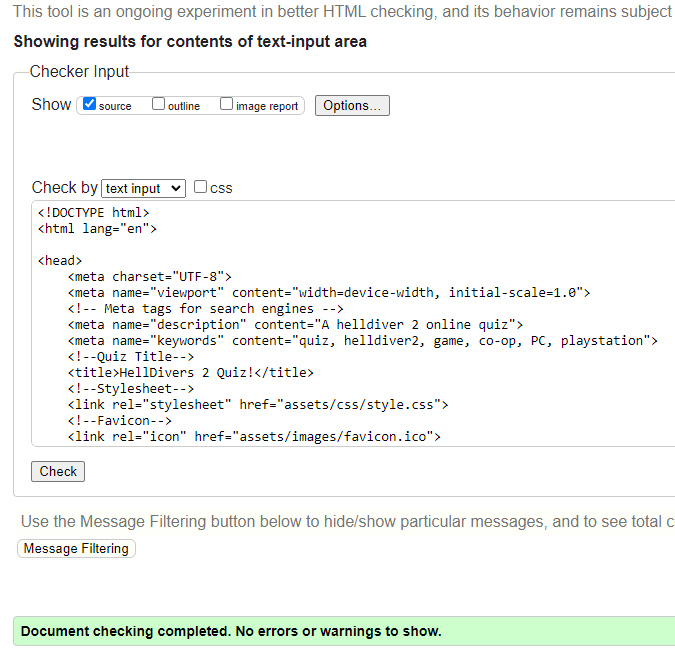 This tool is an ongoing experiment in better HTML checking, and its behavior remains subject
Showing results for contents of text-input area
Checker Input
Show source outline image report Options...
Check by text input css
<!DOCTYPE html>
<html lang="en">
<head>
<meta charset="UTF-8">
<meta name="viewport" content="width=device-width, initial-scale=1.0">
<!-- Meta tags for search engines -->
<meta name="description" content="A helldiver 2 online quiz">
<meta name="keywords" content="quiz, helldiver2, game, co-op, PC, playstation">
<!--Quiz Title-->
<title>HellDivers 2 Quiz!</title>
<!--Stylesheet-->
<link rel="stylesheet" href="assets/css/style.css">
<!--Favicon-->
<link rel="icon" href="assets/images/favicon.ico">
Check
Use the Message Filtering button below to hide/show particular messages, and to see total c
Message Filtering
Document checking completed. No errors or warnings to show.